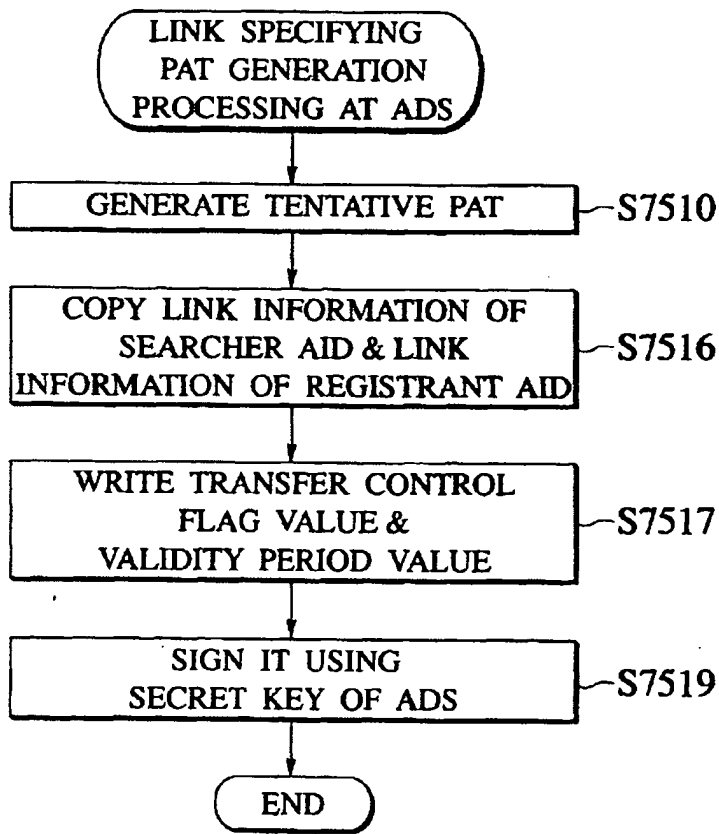 LINK SPECIFYING
PAT GENERATION
PROCESSING AT ADS
GENERATE TENTATIVE PAT
S7510
COPY LINK INFORMATION OF
SEARCHER AID & LINK
INFORMATION OF REGISTRANT AID
S7516
WRITE TRANSFER CONTROL
FLAG VALUE &
VALIDITY PERIOD VALUE
S7517
SIGN IT USING
SECRET KEY OF ADS
S7519
END